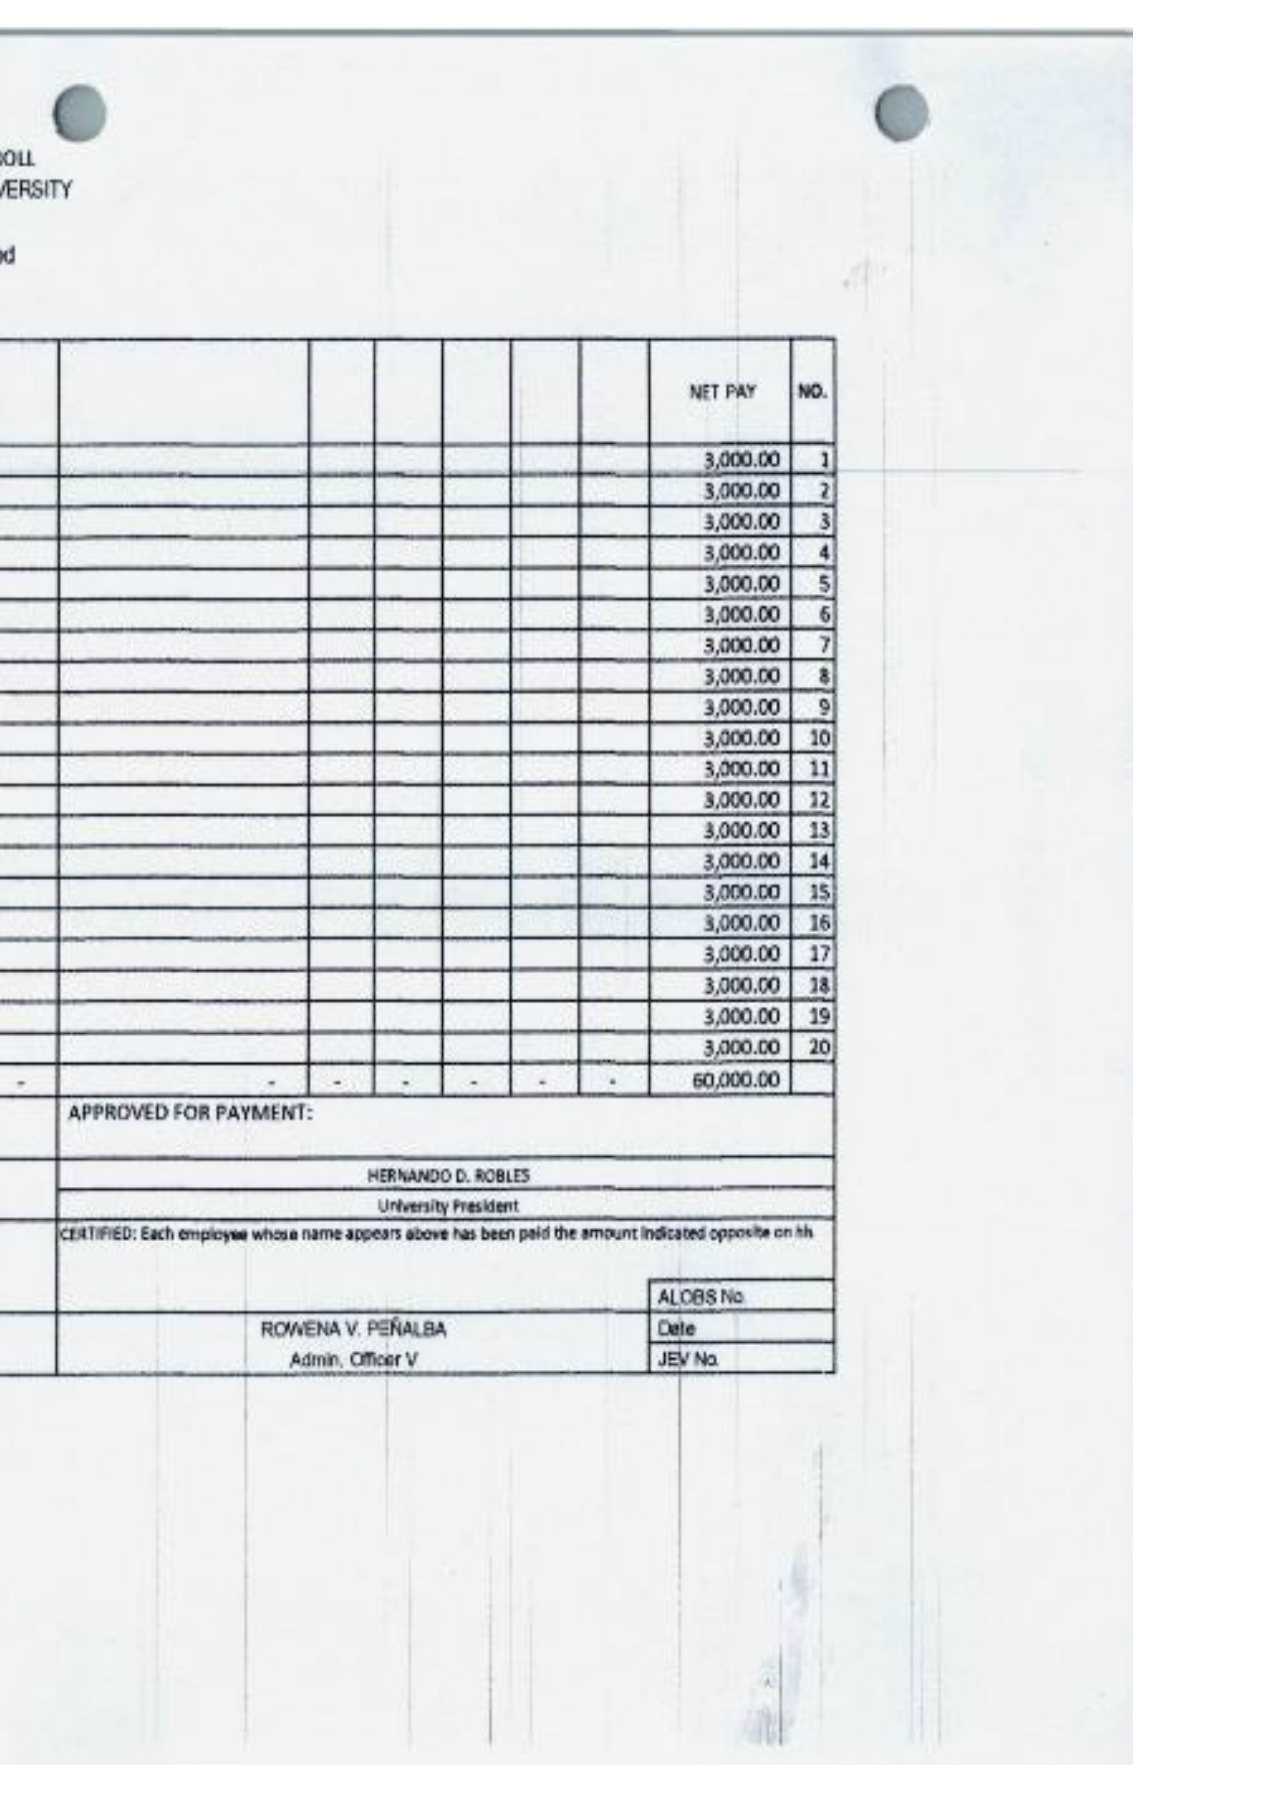 ROLL
VERSITY
ed
NET PAY NO.
3,000.00 1
3,000.00 2
3,000.00 3
3,000.00 4
3,000.00 5
3,000.00 6
3,000.00 7
3,000.00 8
3,000.00 9
3,000.00 10
3,000.00 11
3,000.00 12
3,000.00 13
3,000.00 14
3,000.00 15
3,000.00 16
3,000.00 17
3,000.00 18
3,000.00 19
3,000.00 20
- - - - - - - 60,000.00
APPROVED FOR PAYMENT:
HERNANDO D. ROBLES
University President
CERTIFIED: Each employee whose name appears above has been paid the amount indicated opposite on
ALOBS No.
ROWENA V. PEÑALBA Date
Admin. Officer V JEV No.